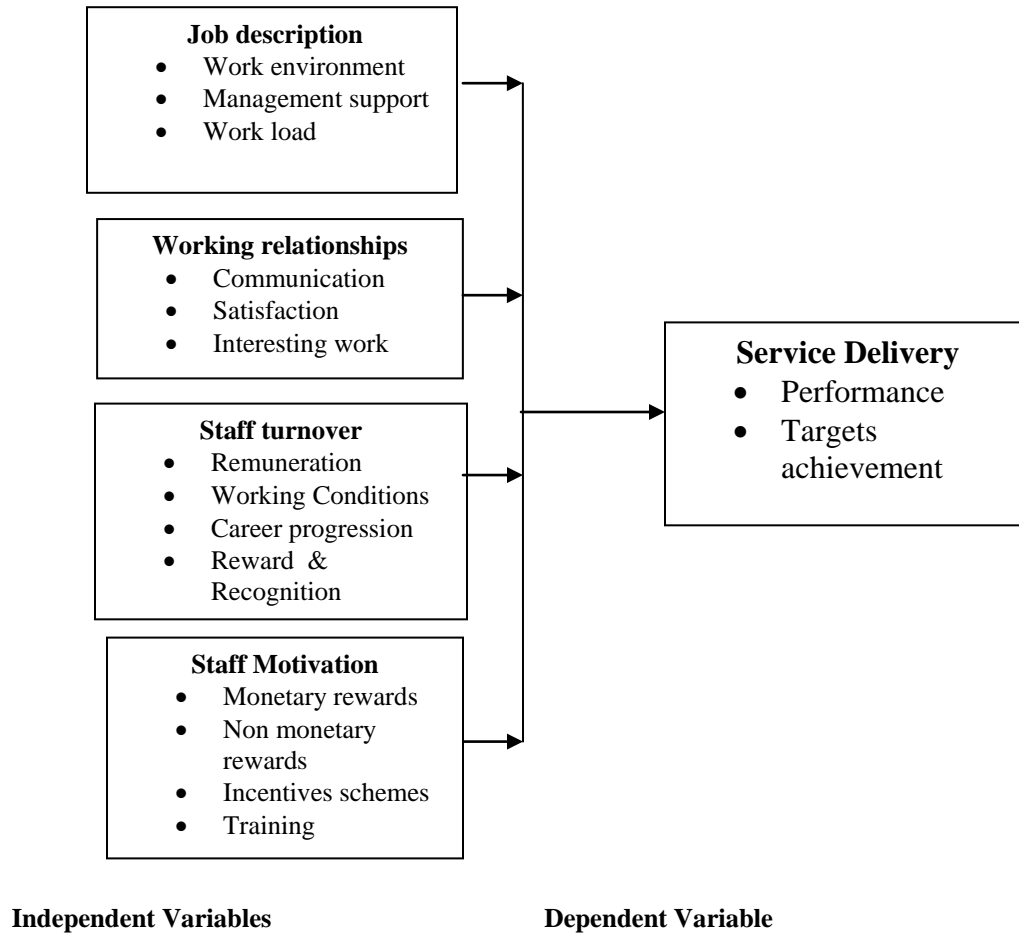 Job description
• Work environment
• Management support
• Work load
Working relationships
• Communication
• Satisfaction
• Interesting work
Staff turnover
• Remuneration
• Working Conditions
• Career progression
• Reward & 
Recognition
Staff Motivation
• Monetary rewards
• Non monetary
rewards
• Incentives schemes
• Training
Service Delivery
• Performance
• Targets
achievement
Independent Variables
Dependent Variable